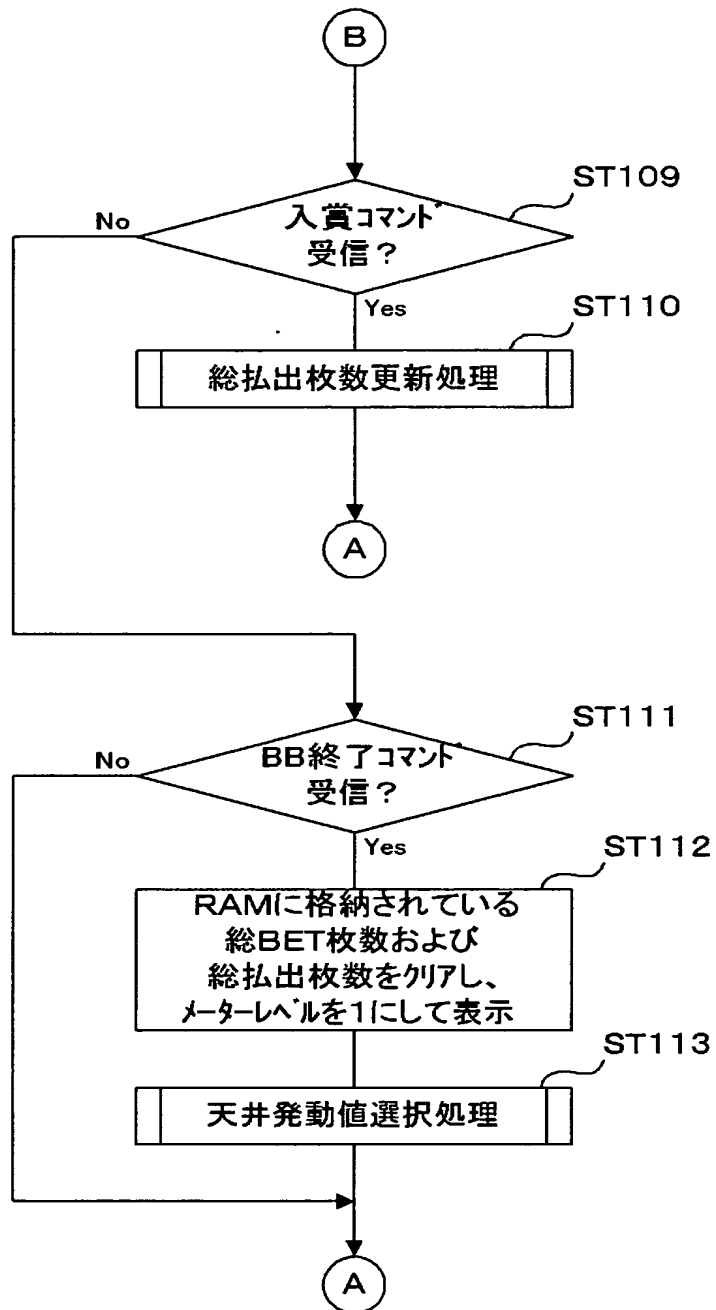 B
ST109
入賞コマンド
受信？
No
Yes
ST110
総払出枚数更新処理
A
ST111
BB終了コマンド
受信？
No
Yes
ST112
RAMに格納されている
総BET枚数および
総払出枚数をクリアし、
メーターレベルを1にして表示
ST113
天井発動値選択処理
A